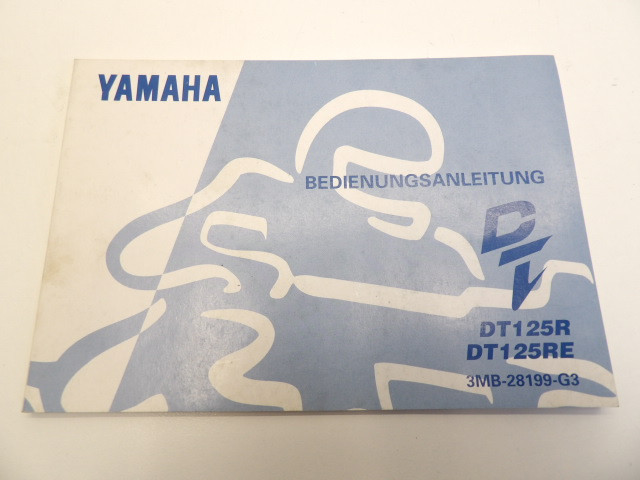 YAMAHA
BEDIENUNGSANLEITUNG
DT
DT125R
DT125RE
3MB-28199-G3